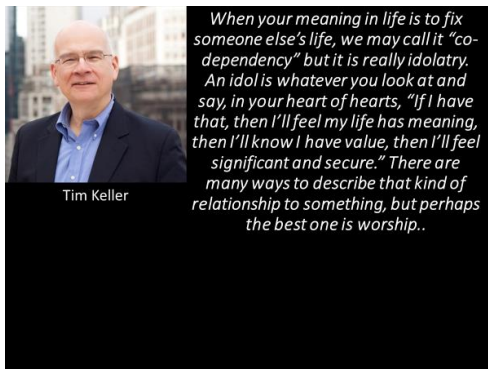 When your meaning in life is to fix
someone else's life, we may call it “co-
dependency” but it is really idolatry.
An idol is whatever you look at and
say, in your heart of hearts, “If I have
that, then I'll feel my life has meaning,
then I'll know I have value, then I'll feel
significant and secure.” There are
many ways to describe that kind of
relationship to something, but perhaps
the best one is worship..
Tim Keller